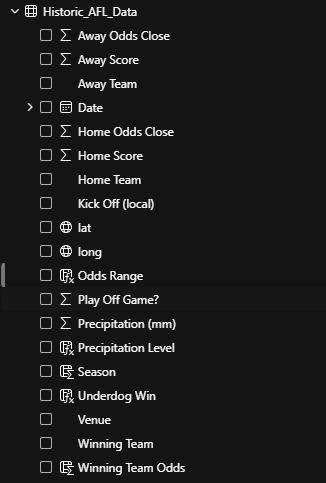 Historic_AFL_Data
Away Odds Close
Away Score
Away Team
Date
Home Odds Close
Home Score
Home Team
Kick Off (local)
lat
long
Odds Range
Play Off Game?
Precipitation (mm)
Precipitation Level
Season
Underdog Win
Venue
Winning Team
Winning Team Odds